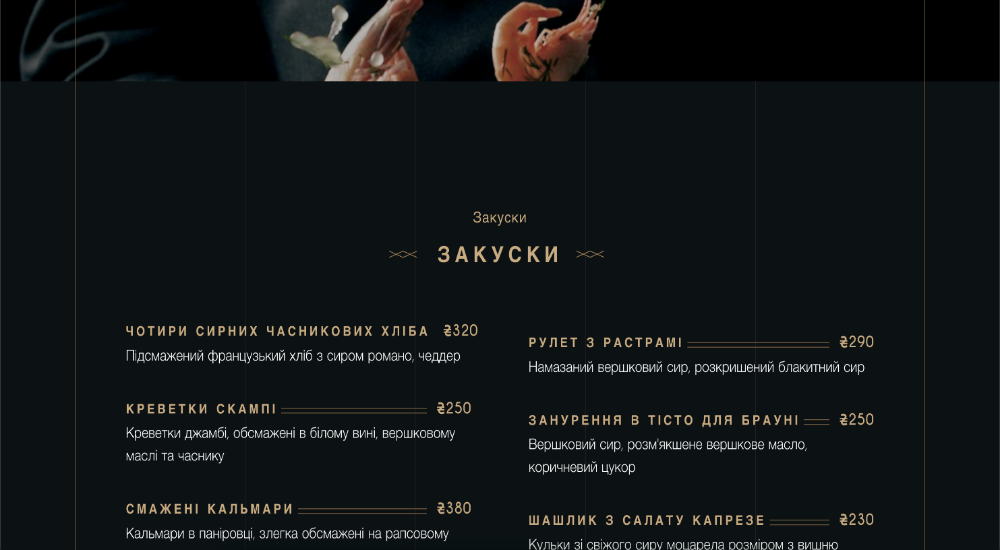 Закуски
ЗАКУСКИ
ЧОТИРИ СИРНИХ ЧАСНИКОВИХ ХЛІБА ₴320
Підсмажений французький хліб з сиром романо, чеддер
КРЕВЕТКИ СКАМПІ ₴250
Креветки джамбі, обсмажені в білому вині, вершковому
маслі та часнику
СМАЖЕНІ КАЛЬМАРИ ₴380
Кальмари в паніровці, злегка обсмажені на рапсовому
РУЛЕТ З РАСТРАМІ ₴290
Намазаний вершковий сир, розкришений блакитний сир
ЗАНУРЕННЯ В ТІСТО ДЛЯ БРАУНІ ₴250
Вершковий сир, розм'якшене вершкове масло,
коричневий цукор
ШАШЛИК З САЛАТУ КАПРЕЗЕ ₴230
Кульки зі свіжого сиру моцарела розміром з вишню